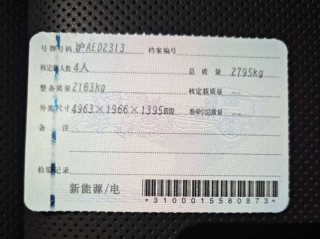 号牌号码 沪AED2313 档案编号
核定载人数 4人 总质量 2795kg
整备质量 2163kg 核定载质量 --
外廓尺寸 4963×1966×1395mm 准牵引总质量 --
备注
检验记录
新能源/电
*3100015580873*